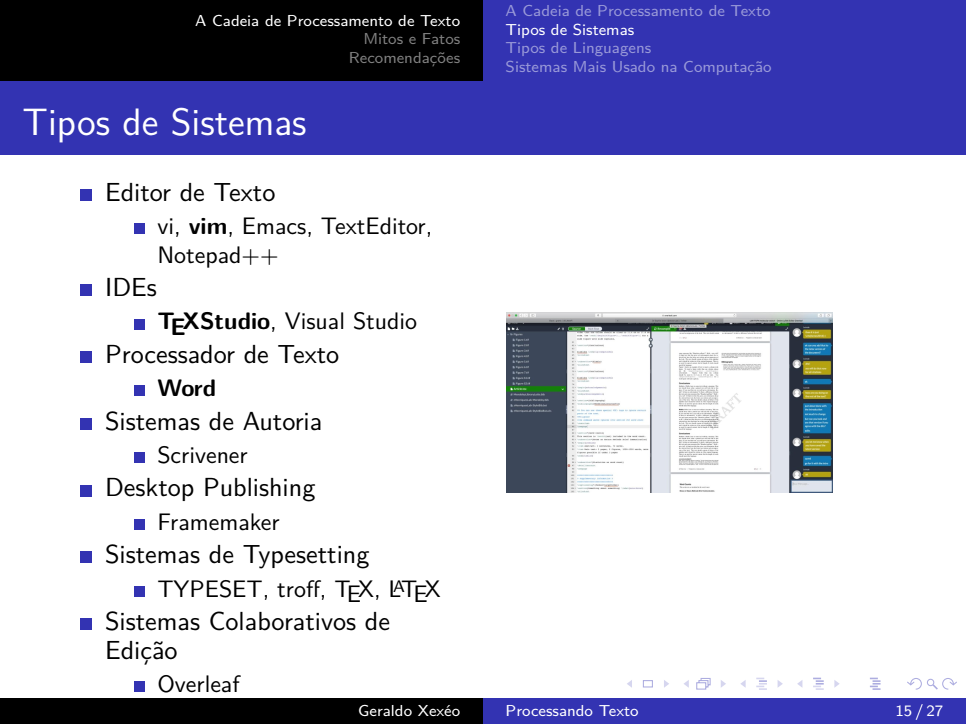 A Cadeia de Processamento de Texto
Mitos e Fatos
Recomendações
A Cadeia de Processamento de Texto
Tipos de Sistemas
Tipos de Linguagens
Sistemas Mais Usado na Computação
Tipos de Sistemas
Editor de Texto
vi, vim, Emacs, TextEditor,
Notepad++
IDEs
TEXStudio, Visual Studio
Processador de Texto
Word
Sistemas de Autoria
Scrivener
Desktop Publishing
Framemaker
Sistemas de Typesetting
TYPESET, troff, TEX, LATEX
Sistemas Colaborativos de
Edição
Overleaf
Geraldo Xexéo
Processando Texto
15 / 27